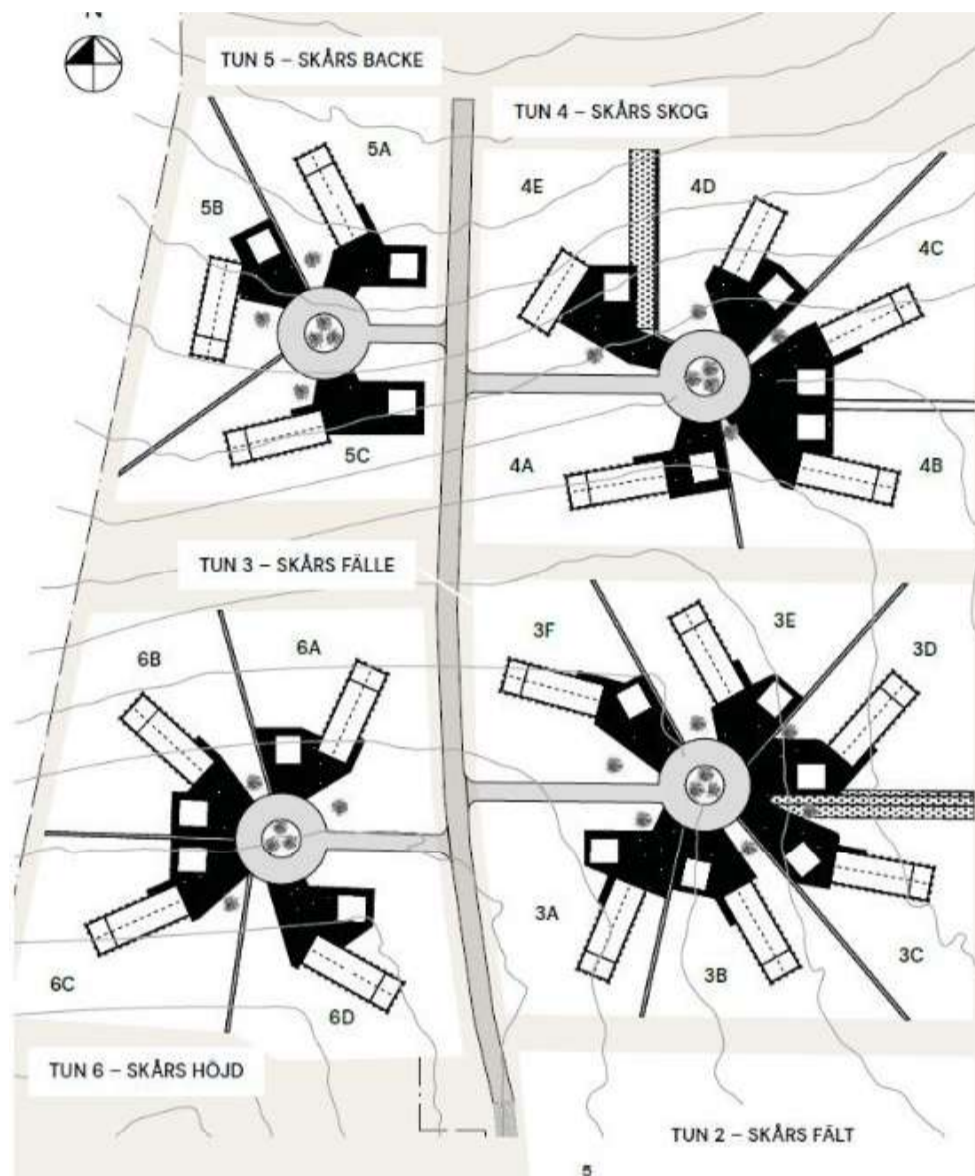 N
TUN 5 – SKÅRS BACKE
TUN 4 – SKÅRS SKOG
5A
5B
5C
4E
4D
4C
4A
4B
TUN 3 – SKÅRS FÄLLE
6B
6A
3F
3E
3D
3A
3B
3C
6C
6D
TUN 6 – SKÅRS HÖJD
TUN 2 – SKÅRS FÄLT
5